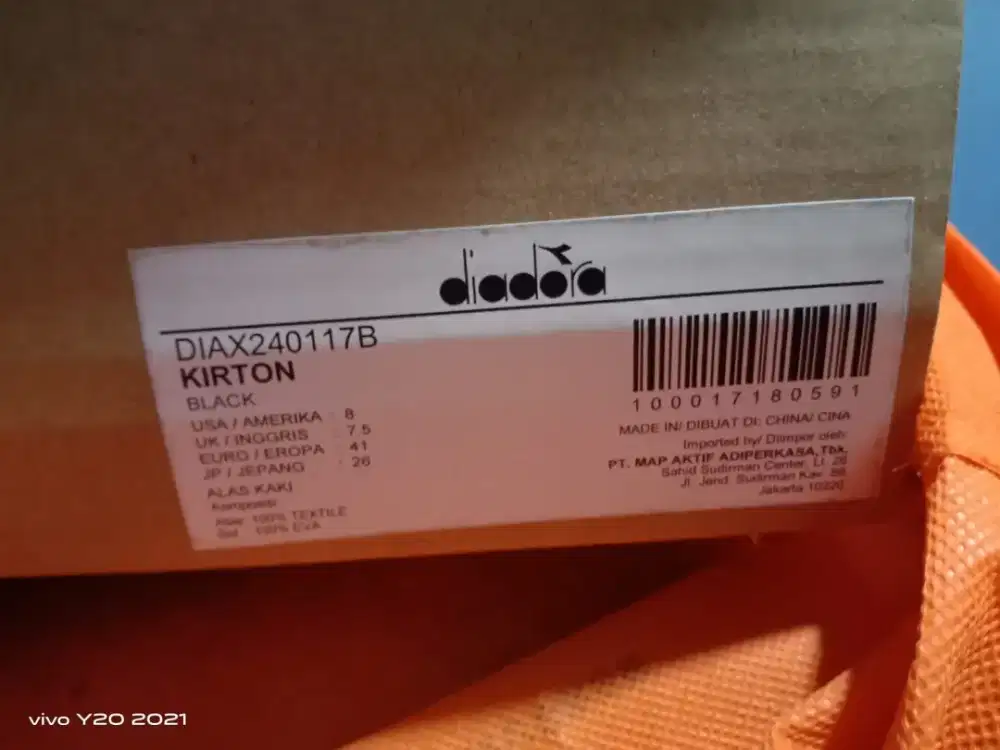 diadora
DIAX240117B
KIRTON
BLACK
USA / AMERIKA : 8
UK / INGGRIS : 7.5
EURO / EROPA : 41
JP / JEPANG : 26
ALAS KAKI
Komposisi
100% TEXTILE
Sol 100% EVA
100017180591
MADE IN/ DIBUAT DI: CHINA/ CINA
Imported by/ Diimpor oleh:
PT. MAP AKTIF ADIPERKASA,Tbk.
Sahid Sudirman Center, Lt. 26
Jl. Jend. Sudirman Kav. 86
Jakarta 10220
vivo Y20 2021